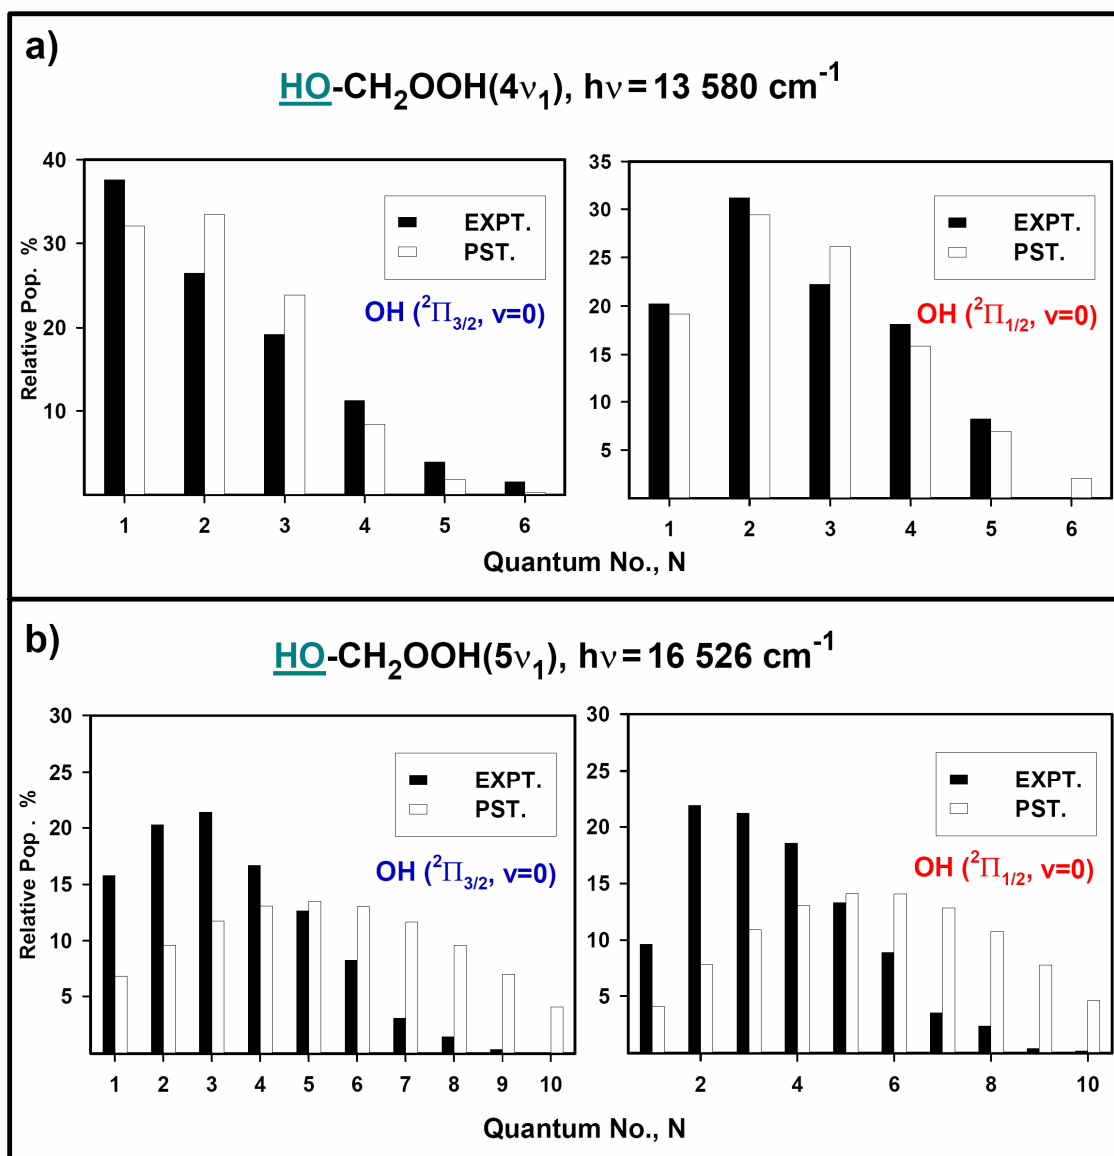 a)
HO-CH₂OOH(4ν₁), hν = 13 580 cm⁻¹
Relative Pop. %
40
30
20
10
EXPT.
PST.
OH (²Π₃/₂, v=0)
1 2 3 4 5 6
35
30
25
20
15
10
5
EXPT.
PST.
OH (²Π₁/₂, v=0)
1 2 3 4 5 6
Quantum No., N
b)
HO-CH₂OOH(5ν₁), hν = 16 526 cm⁻¹
Relative Pop . %
30
25
20
15
10
5
EXPT.
PST.
OH (²Π₃/₂, v=0)
1 2 3 4 5 6 7 8 9 10
30
25
20
15
10
5
EXPT.
PST.
OH (²Π₁/₂, v=0)
2 4 6 8 10
Quantum No., N